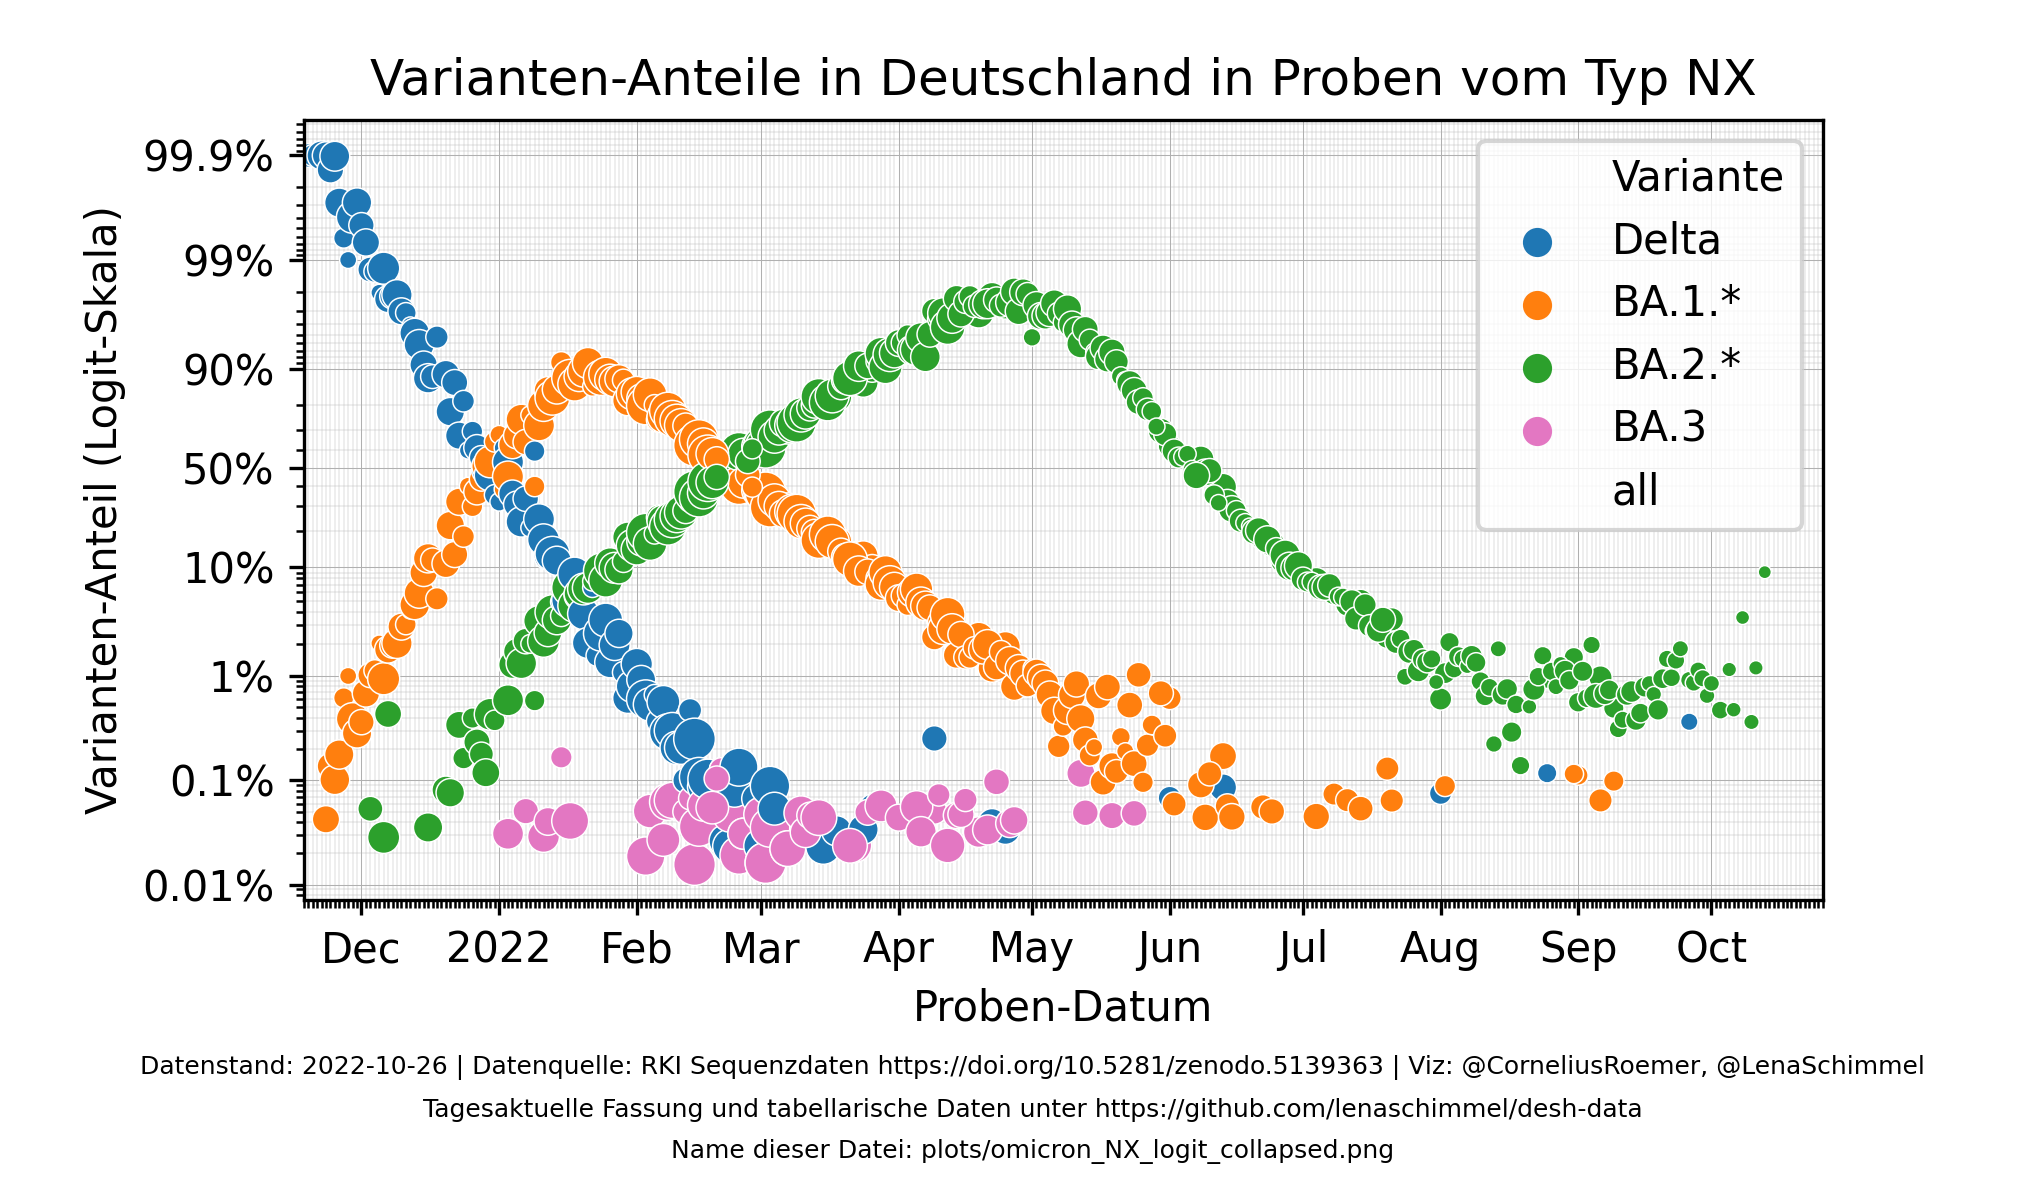 Varianten-Anteile in Deutschland in Proben vom Typ NX
Varianten-Anteil (Logit-Skala)
99.9%
99%
90%
50%
10%
1%
0.1%
0.01%
Variante
Delta
BA.1.*
BA.2.*
BA.3
all
Dec 2022 Feb Mar Apr May Jun Jul Aug Sep Oct
Proben-Datum
Datenstand: 2022-10-26 | Datenquelle: RKI Sequenzdaten https://doi.org/10.5281/zenodo.5139363 | Viz: @CorneliusRoemer, @LenaSchimmel
Tagesaktuelle Fassung und tabellarische Daten unter https://github.com/lenaschimmel/desh-data
Name dieser Datei: plots/omicron_NX_logit_collapsed.png